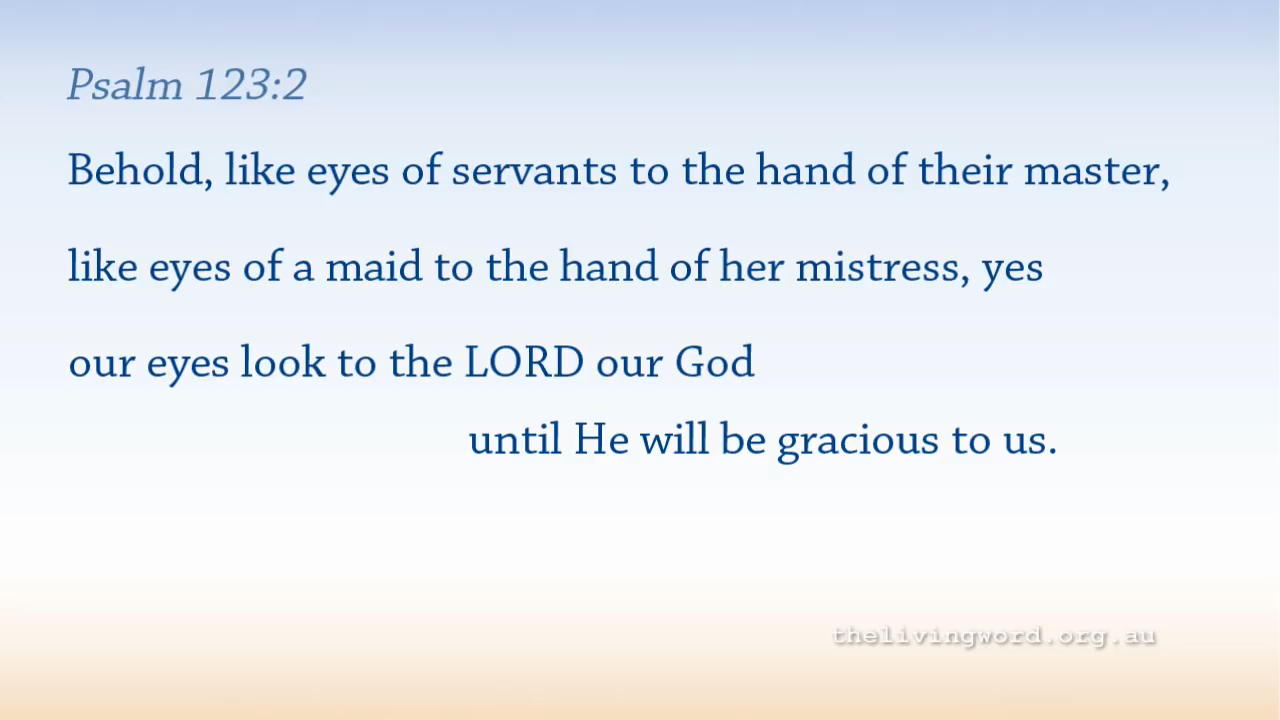 Psalm 123:2
Behold, like eyes of servants to the hand of their master,
like eyes of a maid to the hand of her mistress, yes
our eyes look to the LORD our God
until He will be gracious to us.
thelivingword.org.au